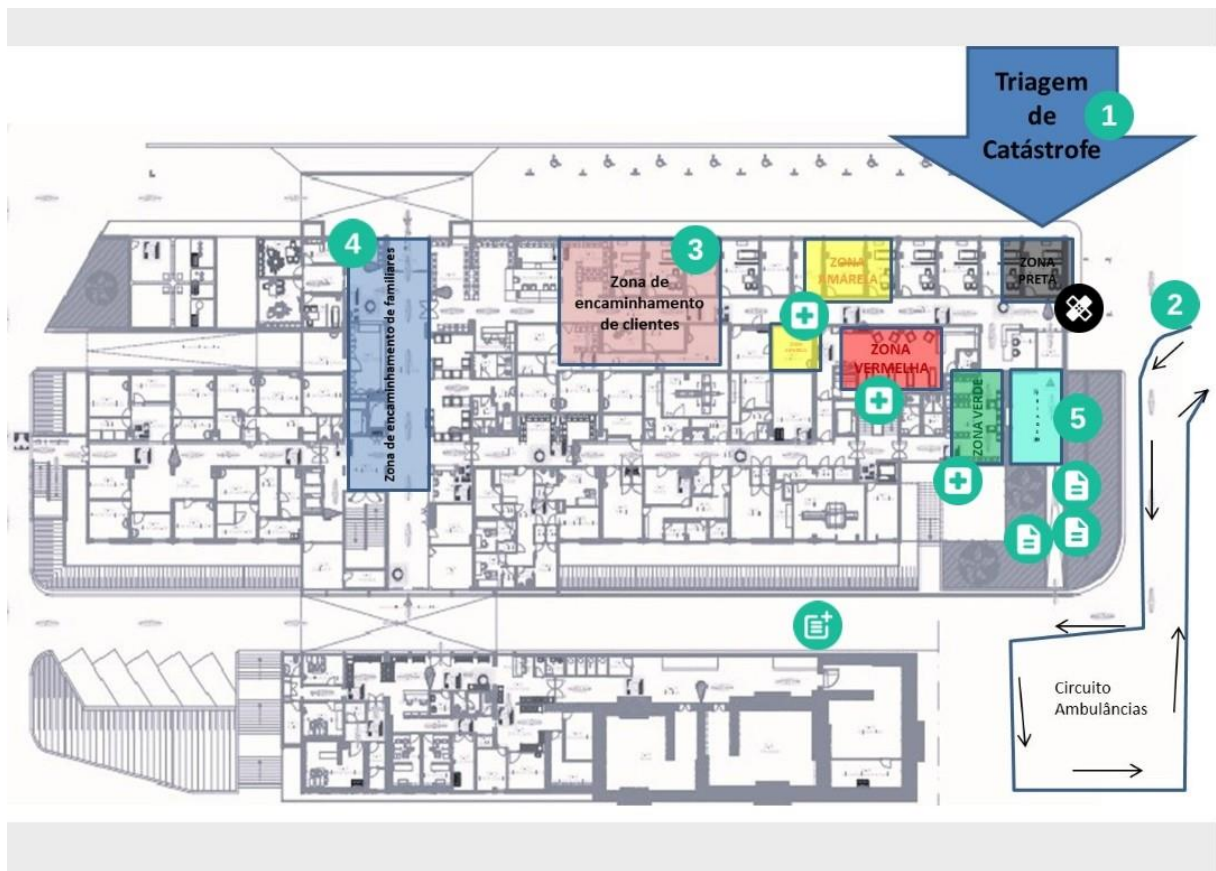 Triagem
de
Catástrofe
1
2
4
3
Zona de encaminhamento de familiares
Zona de
encaminhamento
de clientes
ZONA
AMARELA
ZONA
PRETA
ZONA
VERMELHA
ZONA VERDE
5
Circuito
Ambulâncias